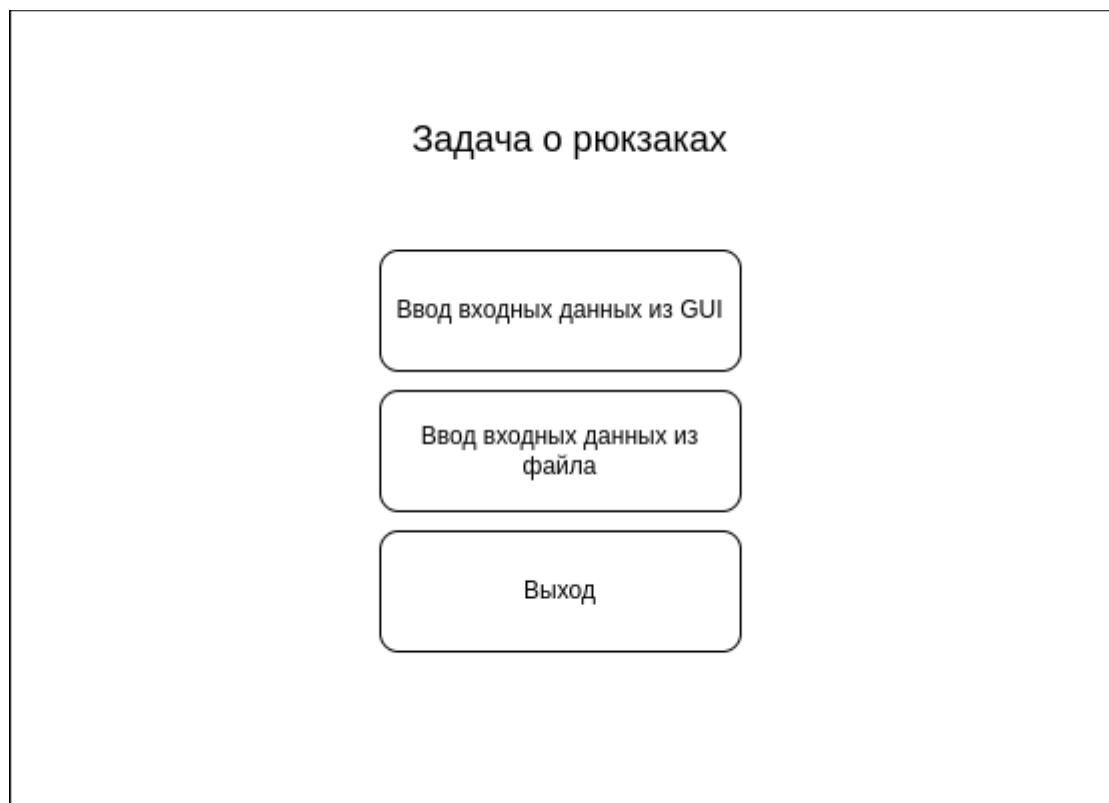 Задача о рюкзаках
Ввод входных данных из GUI
Ввод входных данных из
файла
Выход